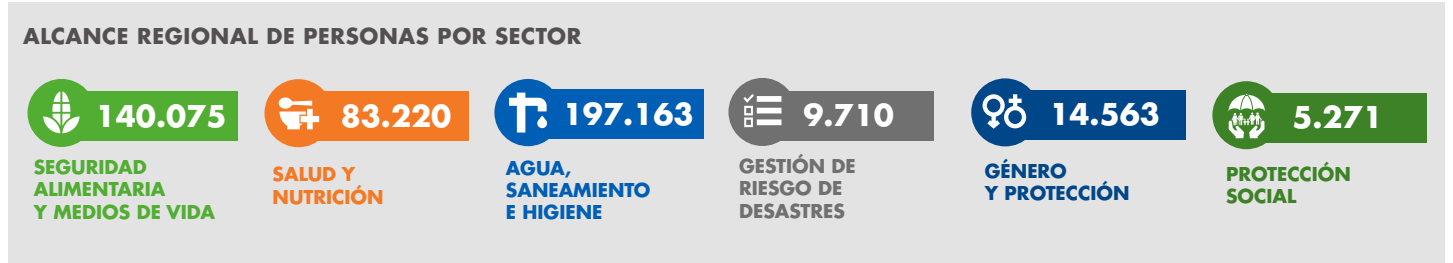 ALCANCE REGIONAL DE PERSONAS POR SECTOR
140.075
SEGURIDAD
ALIMENTARIA
Y MEDIOS DE VIDA
83.220
SALUD Y
NUTRICIÓN
197.163
AGUA,
SANEAMIENTO
E HIGIENE
9.710
GESTIÓN DE
RIESGO DE
DESASTRES
14.563
GÉNERO
Y PROTECCIÓN
5.271
PROTECCIÓN
SOCIAL